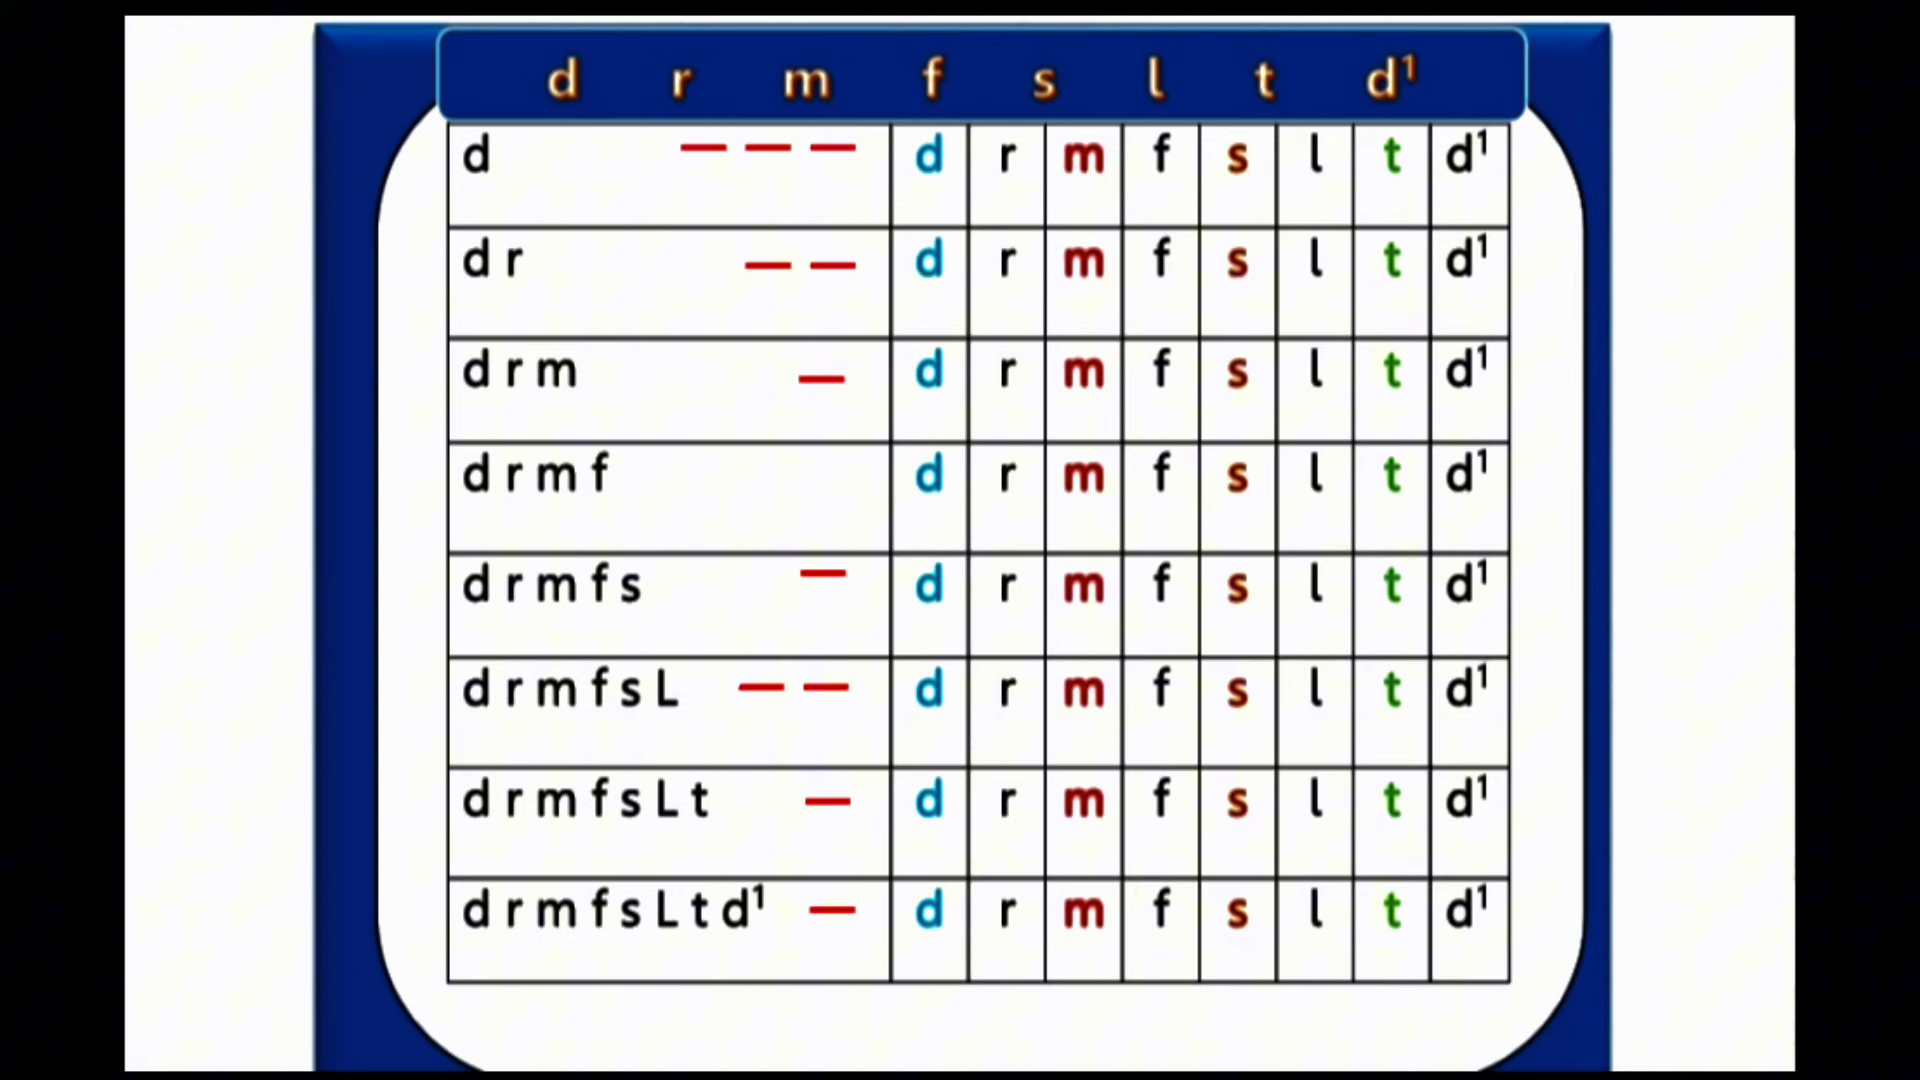 d r m f s l t d¹
d — — — d r m f s l t d¹
d r — — d r m f s l t d¹
d r m — d r m f s l t d¹
d r m f d r m f s l t d¹
d r m f s — d r m f s l t d¹
d r m f s L — — d r m f s l t d¹
d r m f s L t — d r m f s l t d¹
d r m f s L t d¹ — d r m f s l t d¹